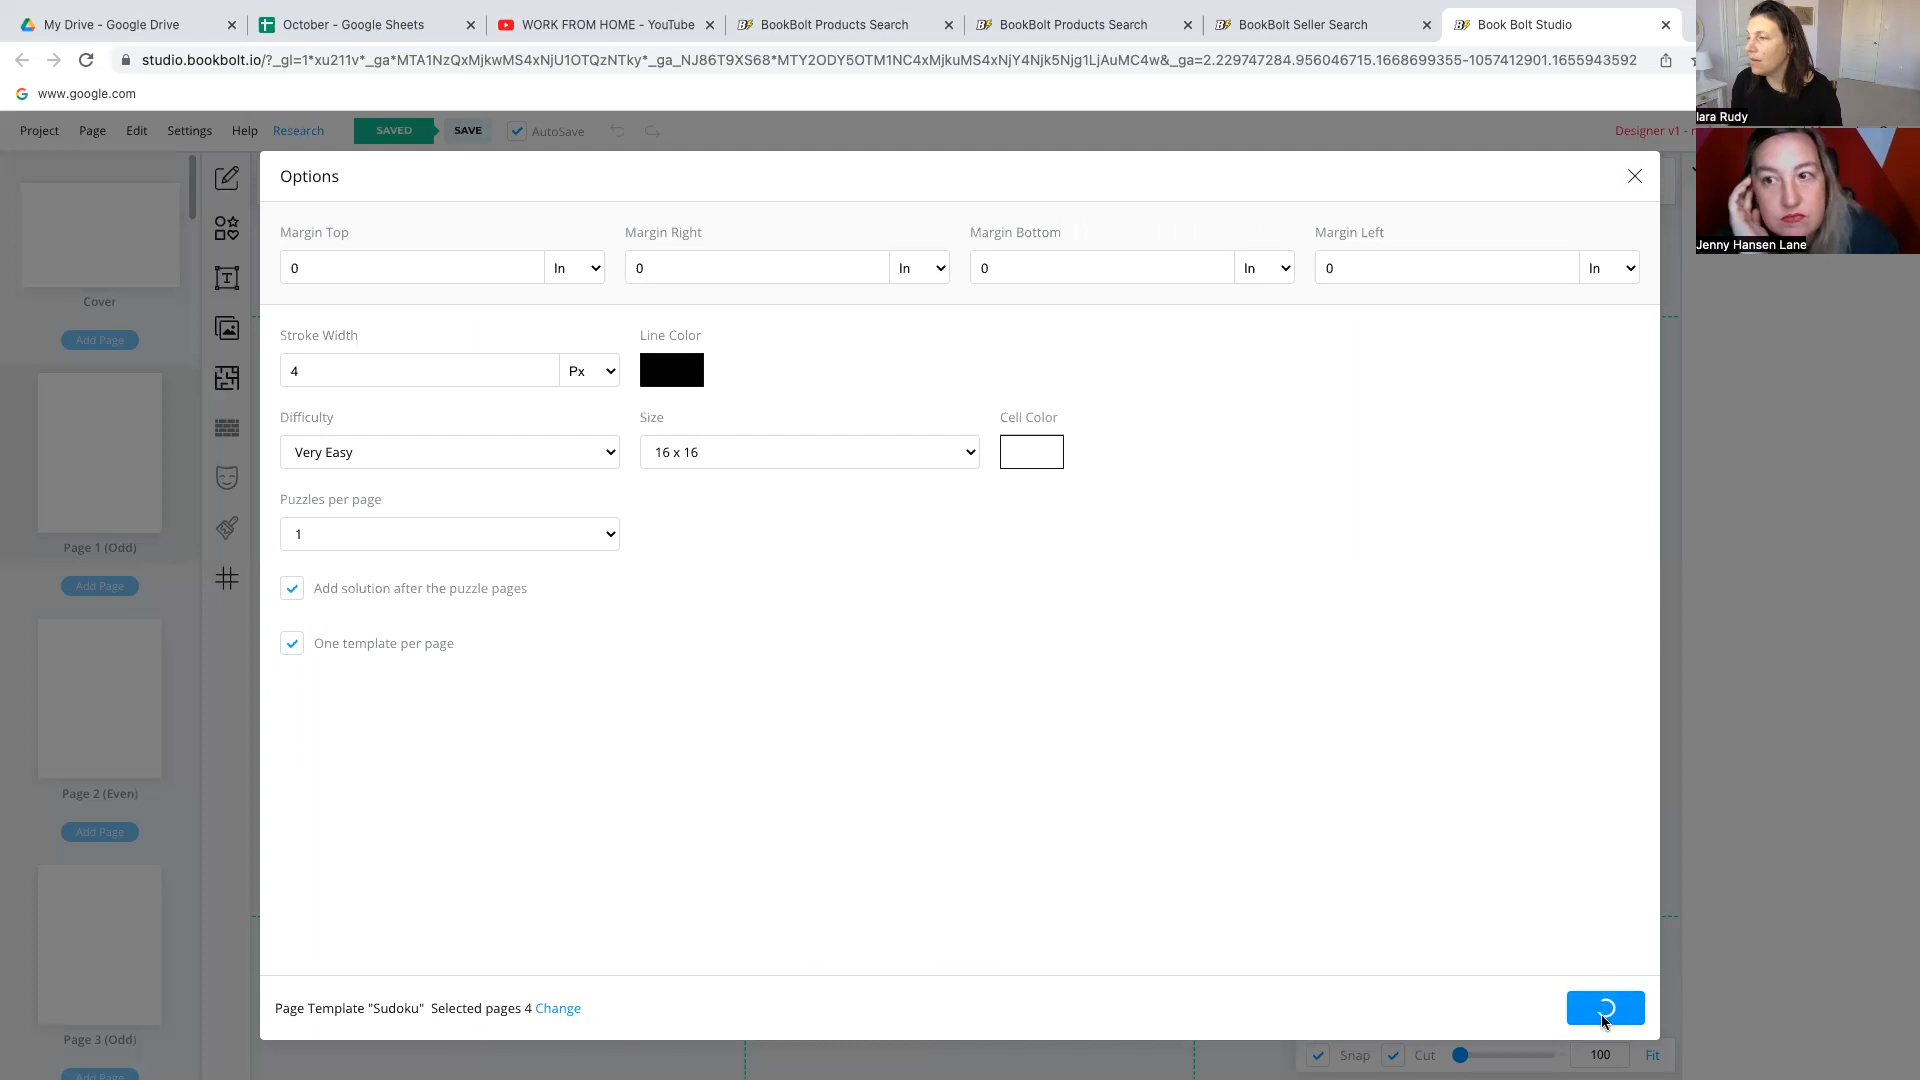 My Drive - Google Drive
October - Google Sheets
WORK FROM HOME - YouTube
BookBolt Products Search
BookBolt Products Search
BookBolt Seller Search
Book Bolt Studio
studio.bookbolt.io/?_gl=1*xu211v*_ga*MTA1NzQxMjkwMS4xNjU1OTQzNTky*_ga_NJ86T9XS68*MTY2ODY5OTM1NC4xMjkuMS4xNjY4Njk5Njg1LjAuMC4w&_ga=2.229747284.956046715.1668699355-1057412901.1655943592
www.google.com
Project Page Edit Settings Help Research SAVED SAVE AutoSave
Designer v1 -
lara Rudy
Jenny Hansen Lane
Options
Margin Top Margin Right Margin Bottom Margin Left
0 In 0 In 0 In 0 In
Stroke Width Line Color
4 Px
Difficulty Size Cell Color
Very Easy 16 x 16
Puzzles per page
1
Add solution after the puzzle pages
One template per page
Page Template "Sudoku" Selected pages 4 Change
Cover
Add Page
Page 1 (Odd)
Add Page
Page 2 (Even)
Add Page
Page 3 (Odd)
Add Page
Snap Cut 100 Fit